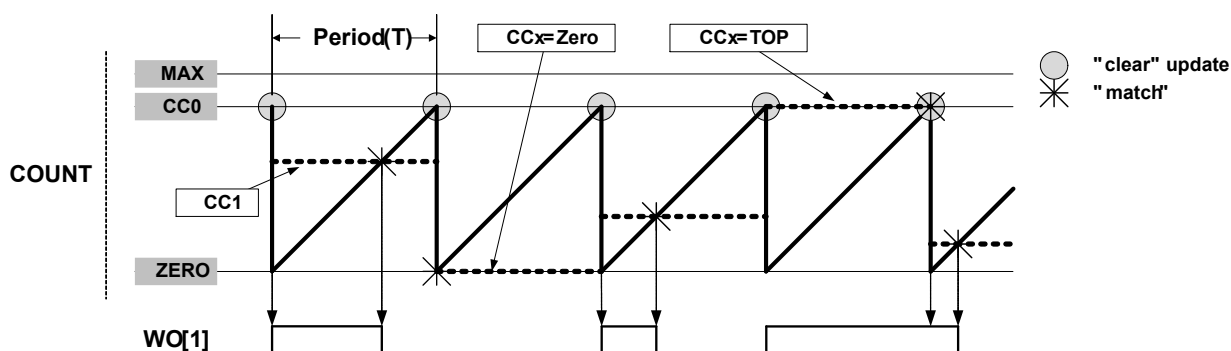 Period(T)
CCx=Zero
CCx=TOP
"clear" update
"match"
MAX
CC0
COUNT
CC1
ZERO
WO[1]